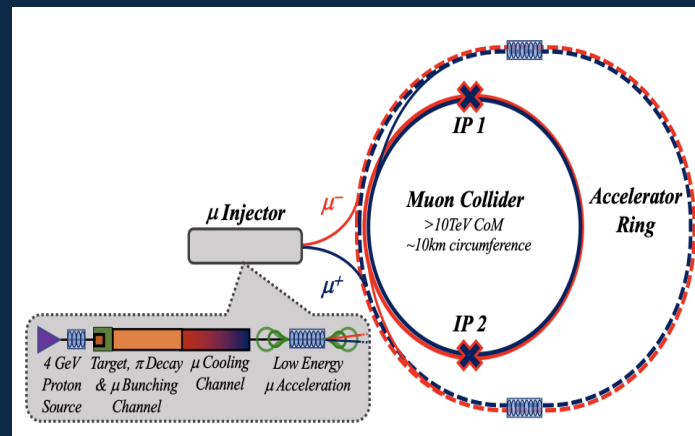 IP 1
μ Injector
μ⁻
μ⁺
Muon Collider
>10TeV CoM
~10km circumference
Accelerator
Ring
IP 2
4 GeV
Proton
Source
Target, π Decay
& μ Bunching
Channel
μ Cooling
Channel
Low Energy
μ Acceleration